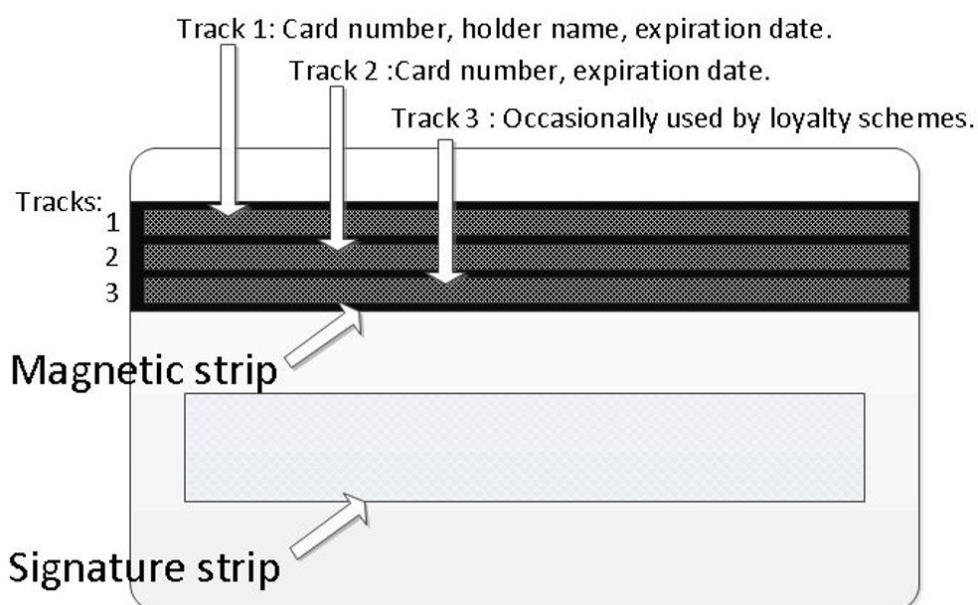 Track 1: Card number, holder name, expiration date.
Track 2 :Card number, expiration date.
Track 3 : Occasionally used by loyalty schemes.
Tracks:
1
2
3
Magnetic strip
Signature strip